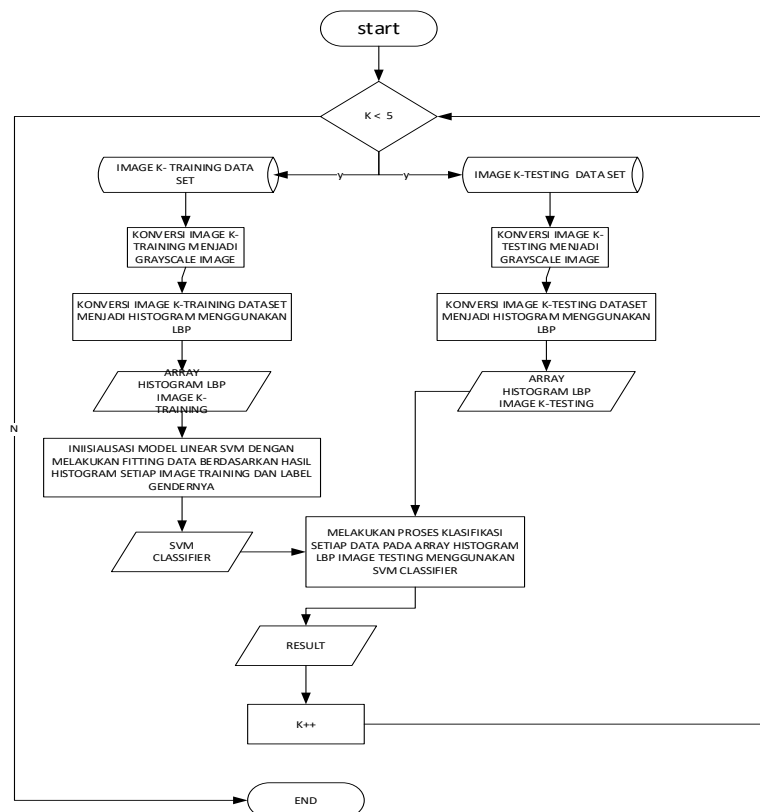 start
K < 5
IMAGE K- TRAINING DATA
SET
y
y
IMAGE K-TESTING DATA SET
KONVERSI IMAGE K-
TRAINING MENJADI
GRAYSCALE IMAGE
KONVERSI IMAGE K-
TESTING MENJADI
GRAYSCALE IMAGE
KONVERSI IMAGE K-TRAINING DATASET
MENJADI HISTOGRAM MENGGUNAKAN
LBP
KONVERSI IMAGE K-TESTING DATASET
MENJADI HISTOGRAM MENGGUNAKAN
LBP
ARRAY
HISTOGRAM LBP
IMAGE K-
TRAINING
ARRAY
HISTOGRAM LBP
IMAGE K-TESTING
N
INIISIALISASI MODEL LINEAR SVM DENGAN
MELAKUKAN FITTING DATA BERDASARKAN HASIL
HISTOGRAM SETIAP IMAGE TRAINING DAN LABEL
GENDERNYA
SVM
CLASSIFIER
MELAKUKAN PROSES KLASIFIKASI
SETIAP DATA PADA ARRAY HISTOGRAM
LBP IMAGE TESTING MENGGUNAKAN
SVM CLASSIFIER
RESULT
K++
END